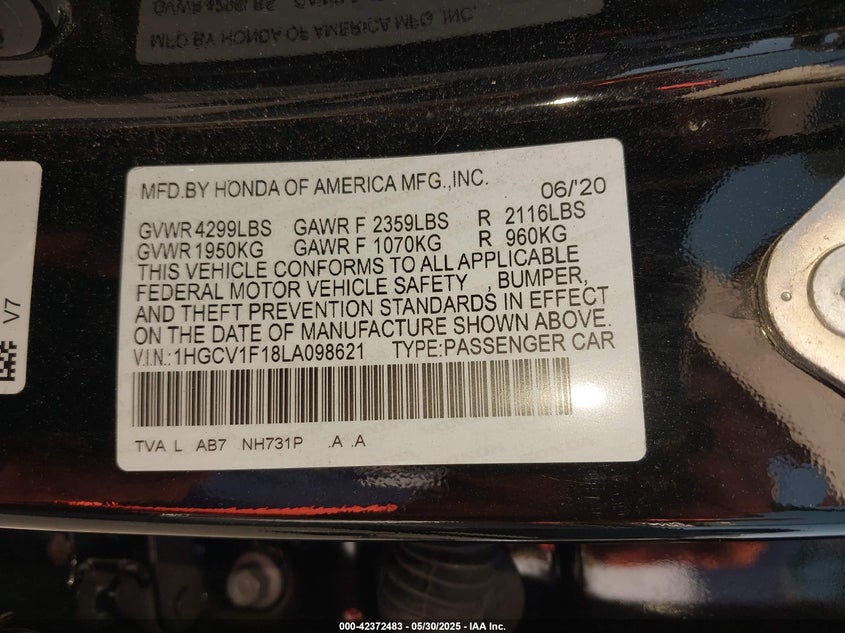 MFD.BY HONDA OF AMERICA MFG.,INC. 06/'20
GVWR 4299LBS GAWR F 2359LBS R 2116LBS
GVWR 1950KG GAWR F 1070KG R 960KG
THIS VEHICLE CONFORMS TO ALL APPLICABLE
FEDERAL MOTOR VEHICLE SAFETY , BUMPER,
AND THEFT PREVENTION STANDARDS IN EFFECT
ON THE DATE OF MANUFACTURE SHOWN ABOVE.
V.I.N.:1HGCV1F18LA098621 TYPE:PASSENGER CAR
TVA L AB7 NH731P .A .A
V7
000-42372483 - 05/30/2025 - IAA Inc.